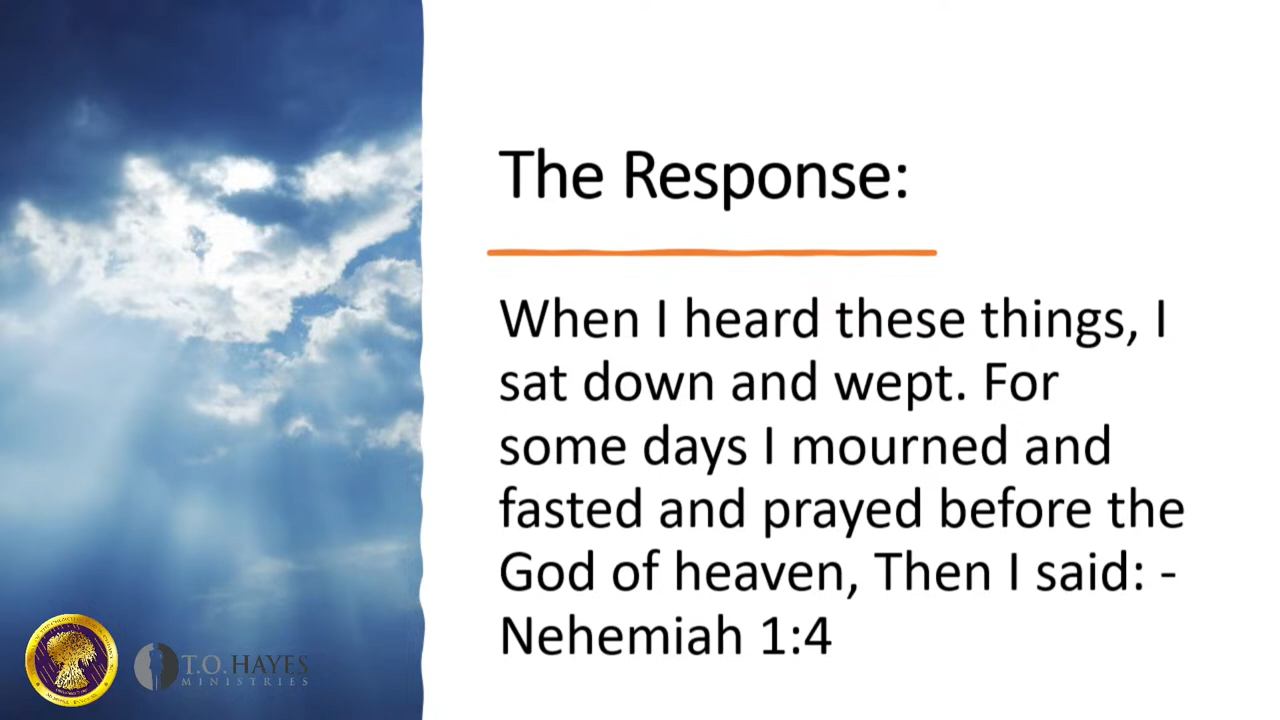 The Response:
When I heard these things, I
sat down and wept. For
some days I mourned and
fasted and prayed before the
God of heaven, Then I said: -
Nehemiah 1:4
T.O. HAYES
MINISTRIES